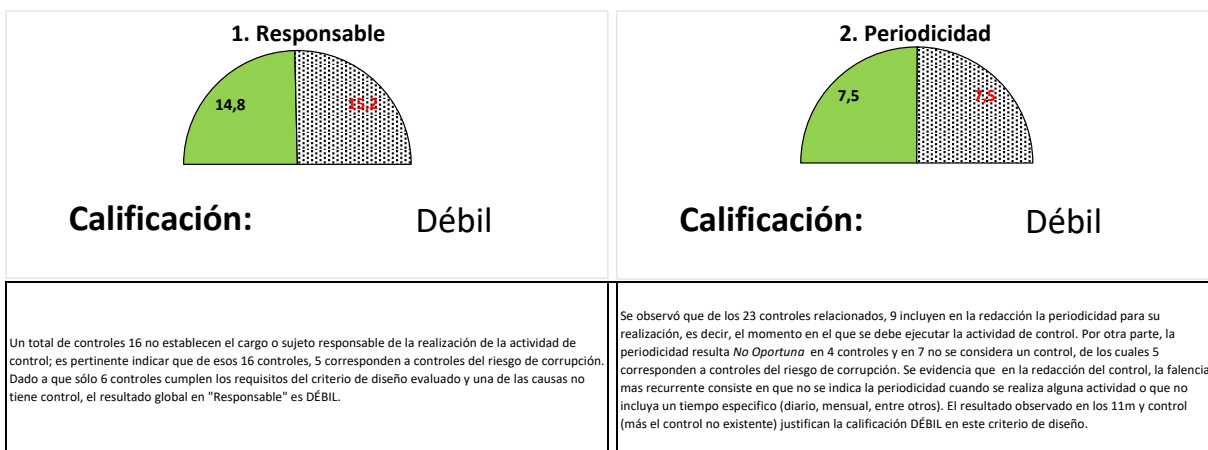 1. Responsable
14,8
15,2
Calificación:
Débil
Un total de controles 16 no establecen el cargo o sujeto responsable de la realización de la actividad de
control; es pertinente indicar que de esos 16 controles, 5 corresponden a controles del riesgo de corrupción.
Dado a que sólo 6 controles cumplen los requisitos del criterio de diseño evaluado y una de las causas no
tiene control, el resultado global en "Responsable" es DÉBIL.
2. Periodicidad
7,5
7,5
Calificación:
Débil
Se observó que de los 23 controles relacionados, 9 incluyen en la redacción la periodicidad para su
realización, es decir, el momento en el que se debe ejecutar la actividad de control. Por otra parte, la
periodicidad resulta No Oportuna en 4 controles y en 7 no se considera un control, de los cuales 5
corresponden a controles del riesgo de corrupción. Se evidencia que en la redacción del control, la falencia
mas recurrente consiste en que no se indica la periodicidad cuando se realiza alguna actividad o que no
incluya un tiempo especifico (diario, mensual, entre otros). El resultado observado en los 11m y control
(más el control no existente) justifican la calificación DÉBIL en este criterio de diseño.